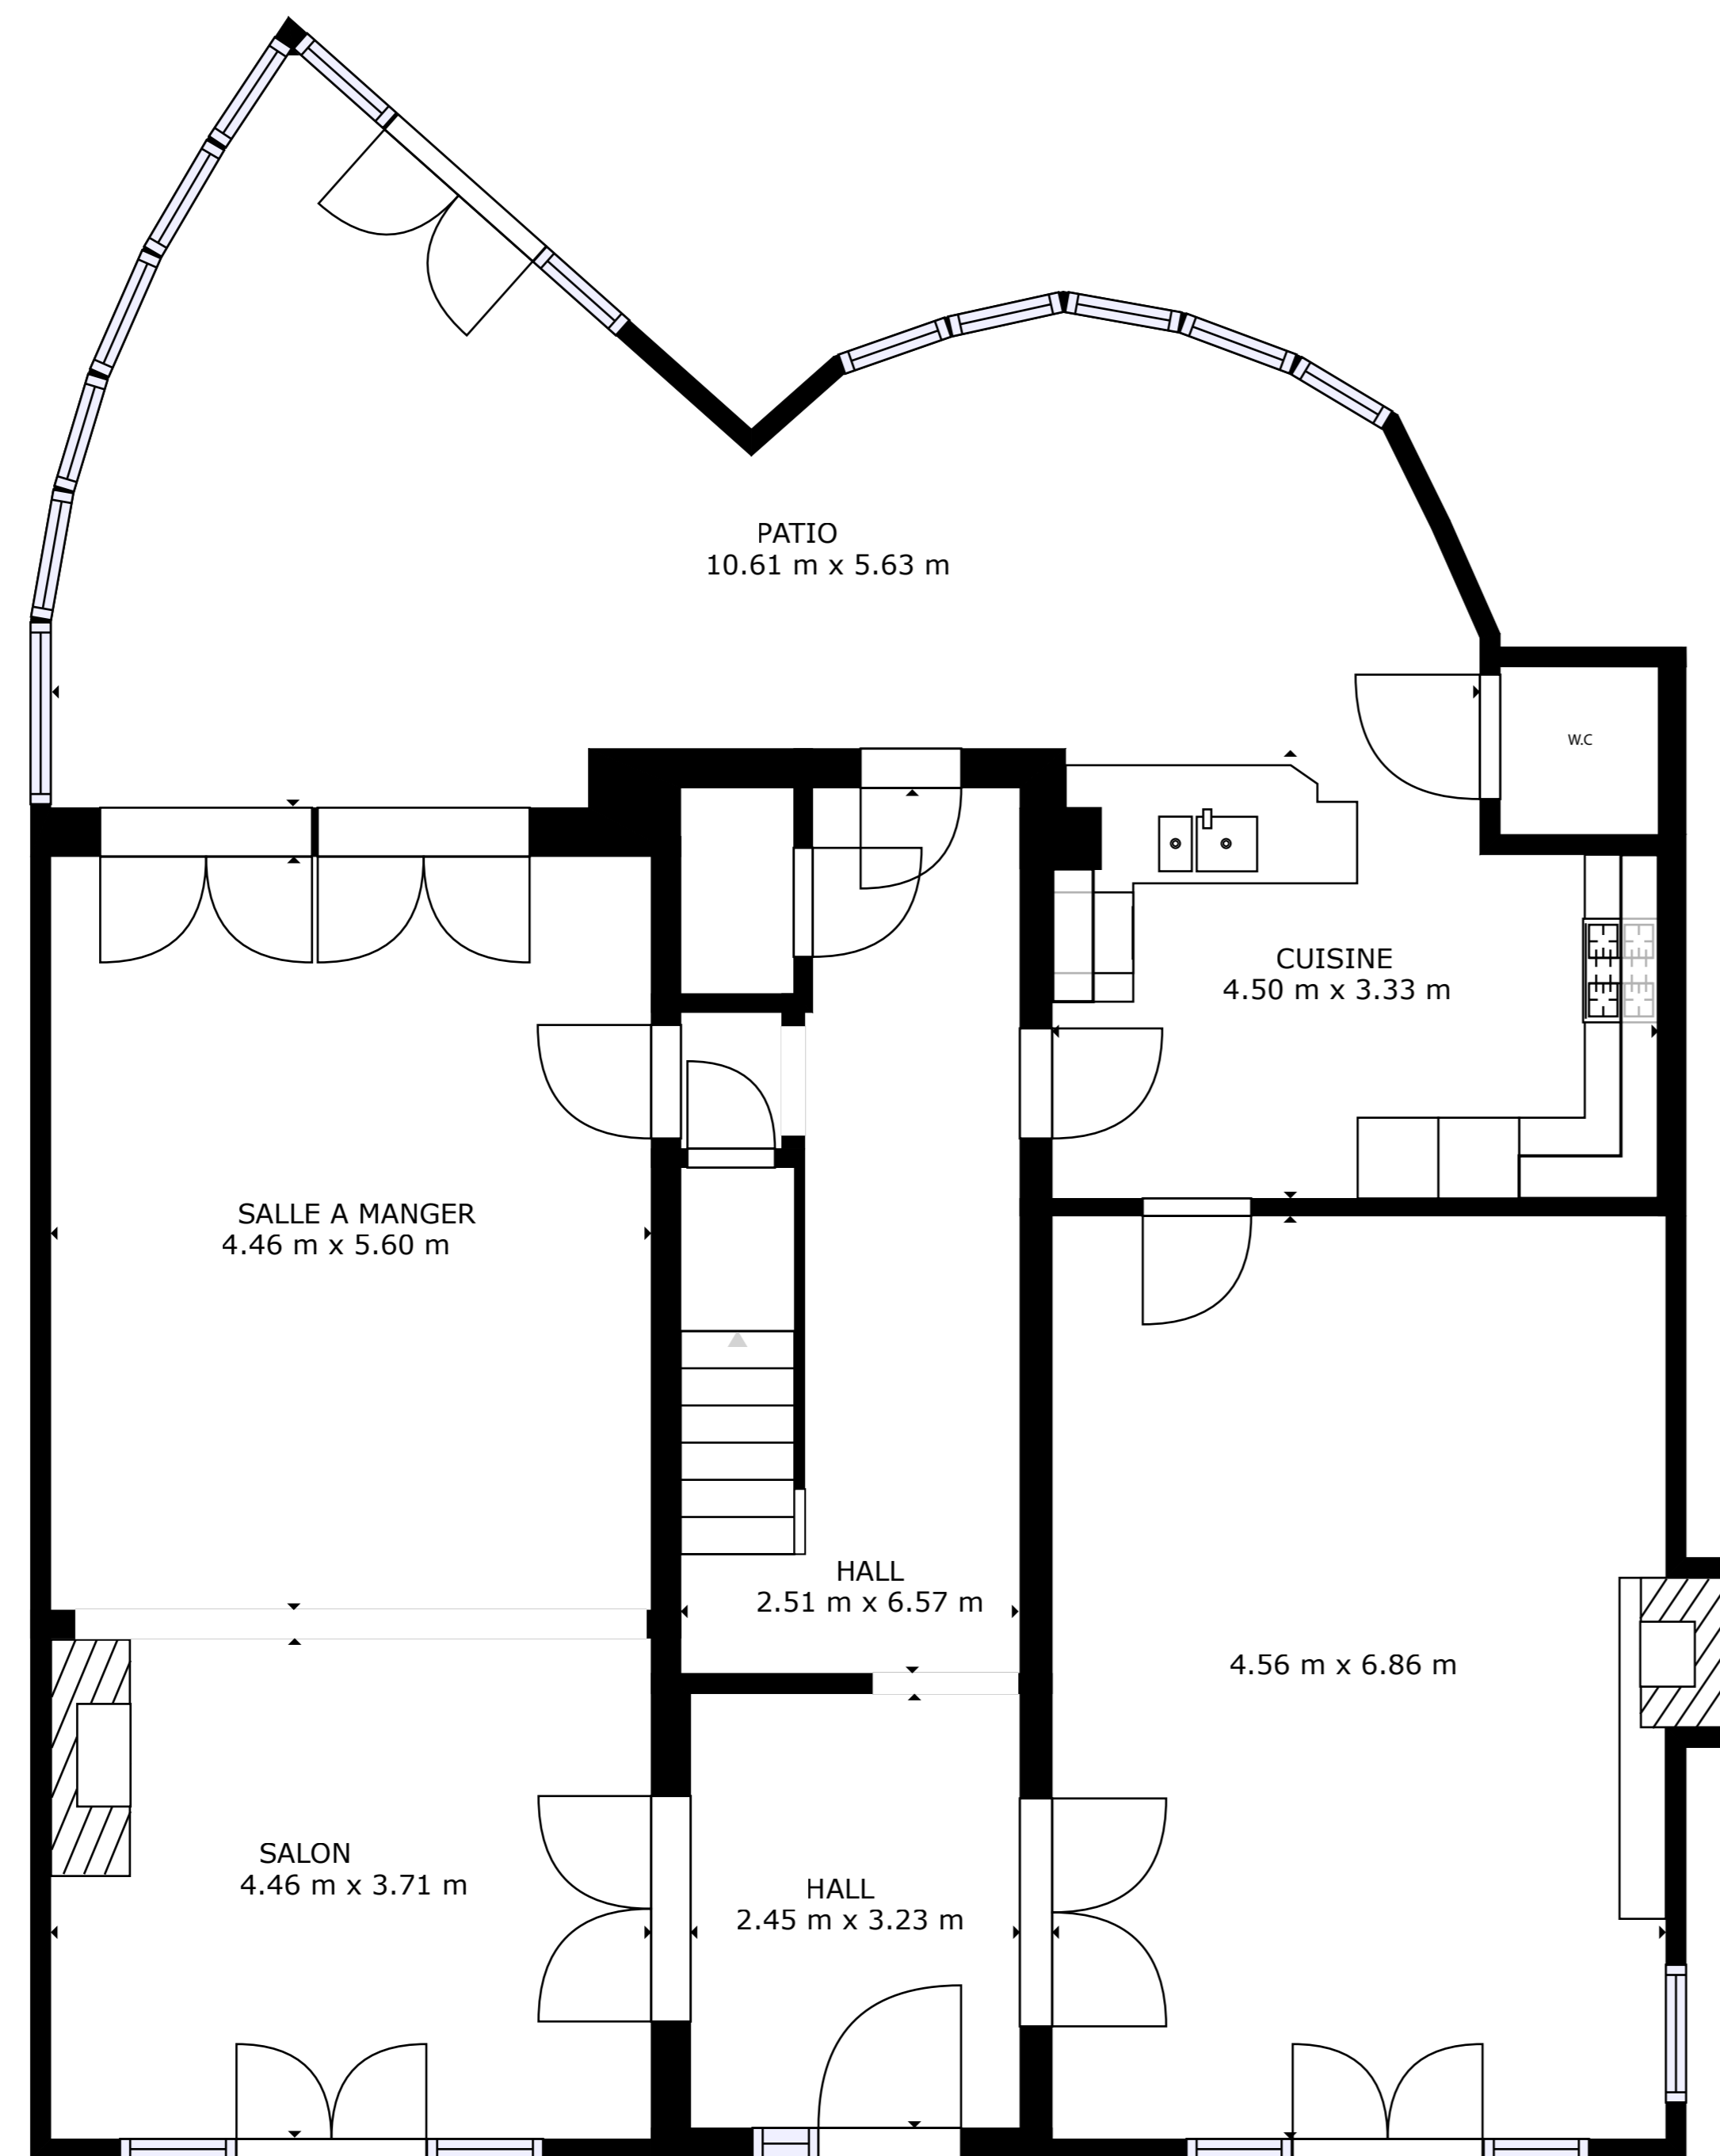 PATIO
10.61 m x 5.63 m
W.C
CUISINE
4.50 m x 3.33 m
SALLE A MANGER
4.46 m x 5.60 m
HALL
2.51 m x 6.57 m
4.56 m x 6.86 m
SALON
4.46 m x 3.71 m
HALL
2.45 m x 3.23 m